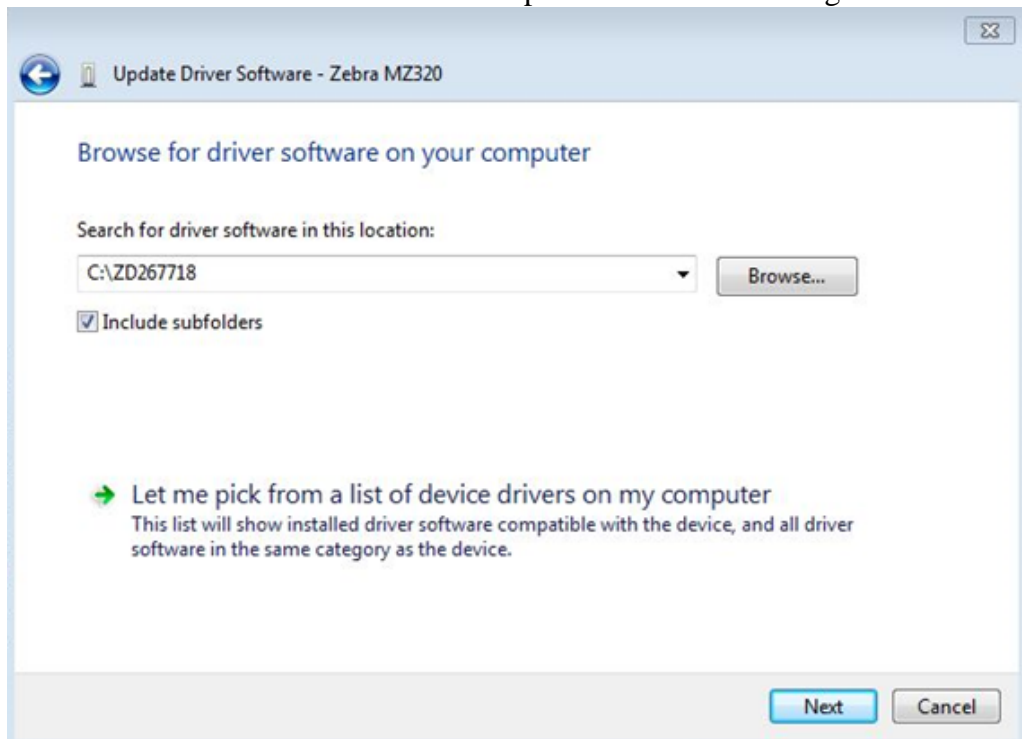 Update Driver Software - Zebra MZ320
Browse for driver software on your computer
Search for driver software in this location:
C:\ZD267718
Browse...
Include subfolders
Let me pick from a list of device drivers on my computer
This list will show installed driver software compatible with the device, and all driver
software in the same category as the device.
Next
Cancel